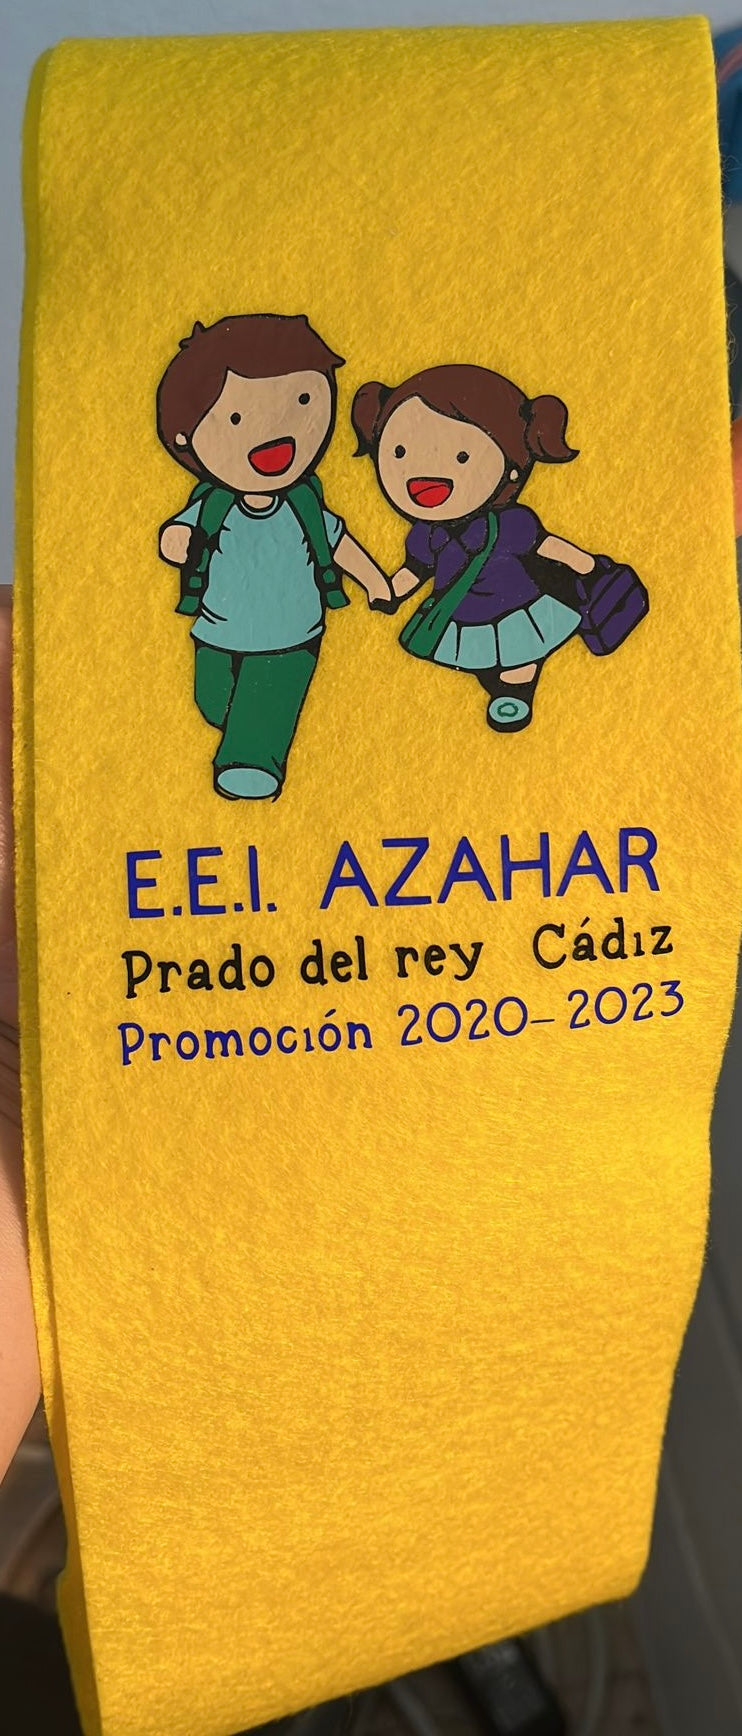 E.E.I. AZAHAR
Prado del rey Cádiz
Promoción 2020-2023